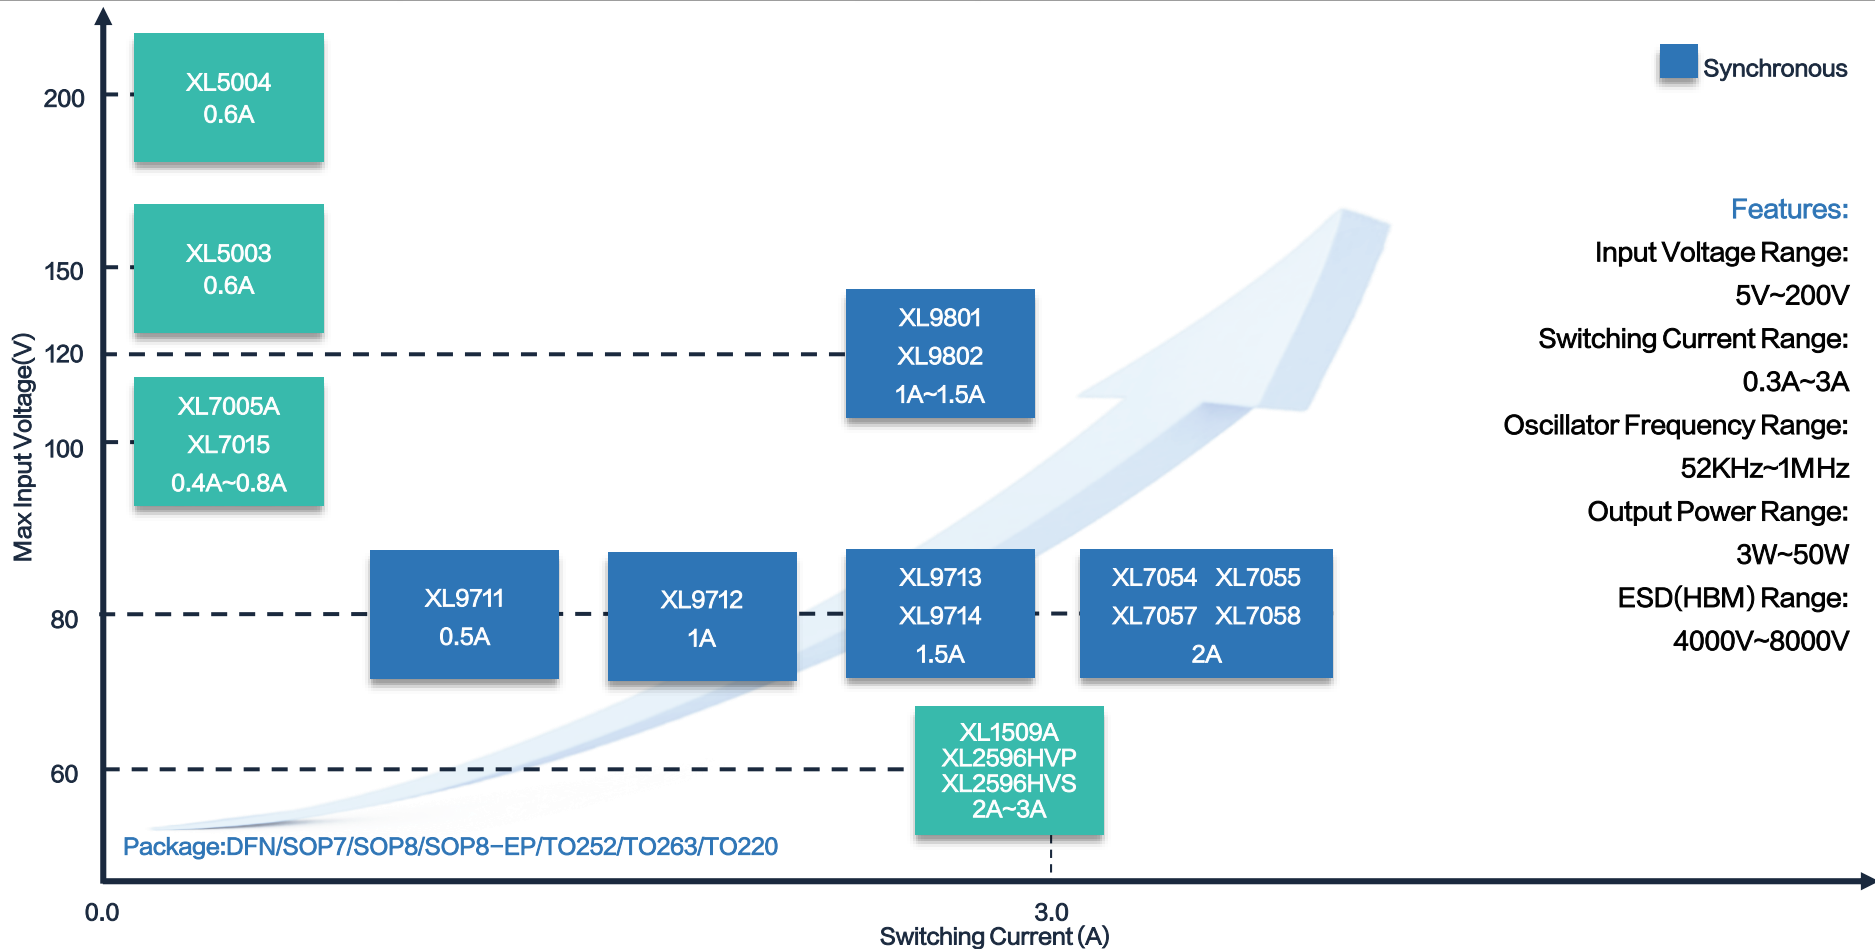 200
150
120
100
80
60
Max Input Voltage(V)
XL5004
0.6A
XL5003
0.6A
XL7005A
XL7015
0.4A~0.8A
XL9801
XL9802
1A~1.5A
XL9711
0.5A
XL9712
1A
XL9713
XL9714
1.5A
XL7054 XL7055
XL7057 XL7058
2A
XL1509A
XL2596HVP
XL2596HVS
2A~3A
Package:DFN/SOP7/SOP8/SOP8-EP/TO252/TO263/TO220
0.0
3.0
Switching Current (A)
Synchronous
Features:
Input Voltage Range:
5V~200V
Switching Current Range:
0.3A~3A
Oscillator Frequency Range:
52KHz~1MHz
Output Power Range:
3W~50W
ESD(HBM) Range:
4000V~8000V